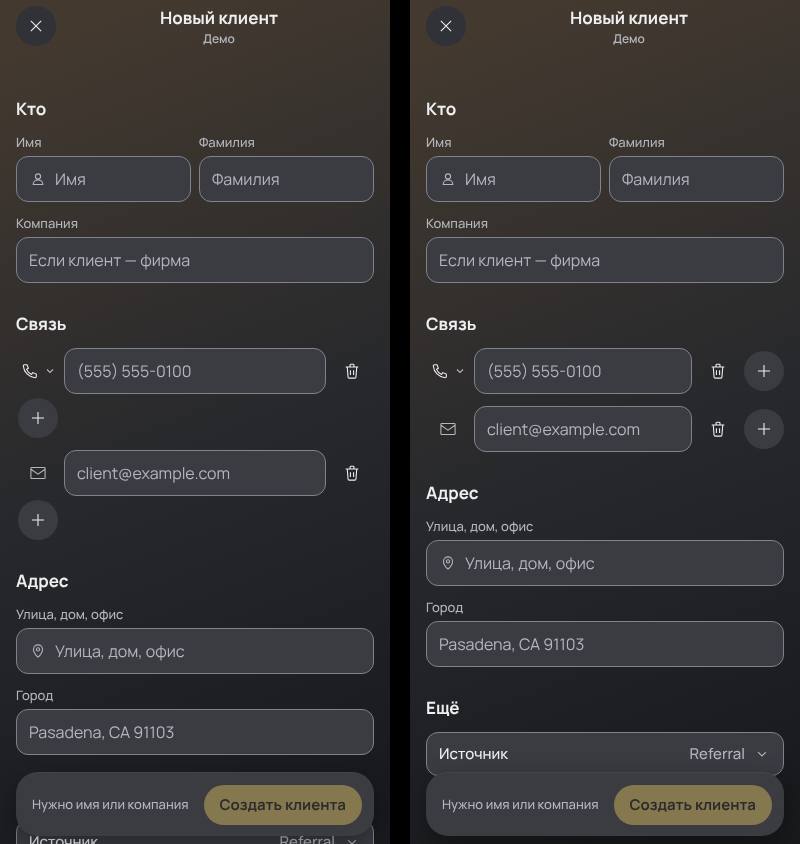 Новый клиент
Демо
Кто
Имя
Фамилия
Имя
Фамилия
Компания
Если клиент — фирма
Связь
(555) 555-0100
client@example.com
Адрес
Улица, дом, офис
Улица, дом, офис
Город
Pasadena, CA 91103
Нужно имя или компания
Создать клиента
Источник
Referral
Новый клиент
Демо
Кто
Имя
Фамилия
Имя
Фамилия
Компания
Если клиент — фирма
Связь
(555) 555-0100
client@example.com
Адрес
Улица, дом, офис
Улица, дом, офис
Город
Pasadena, CA 91103
Ещё
Источник
Referral
Нужно имя или компания
Создать клиента